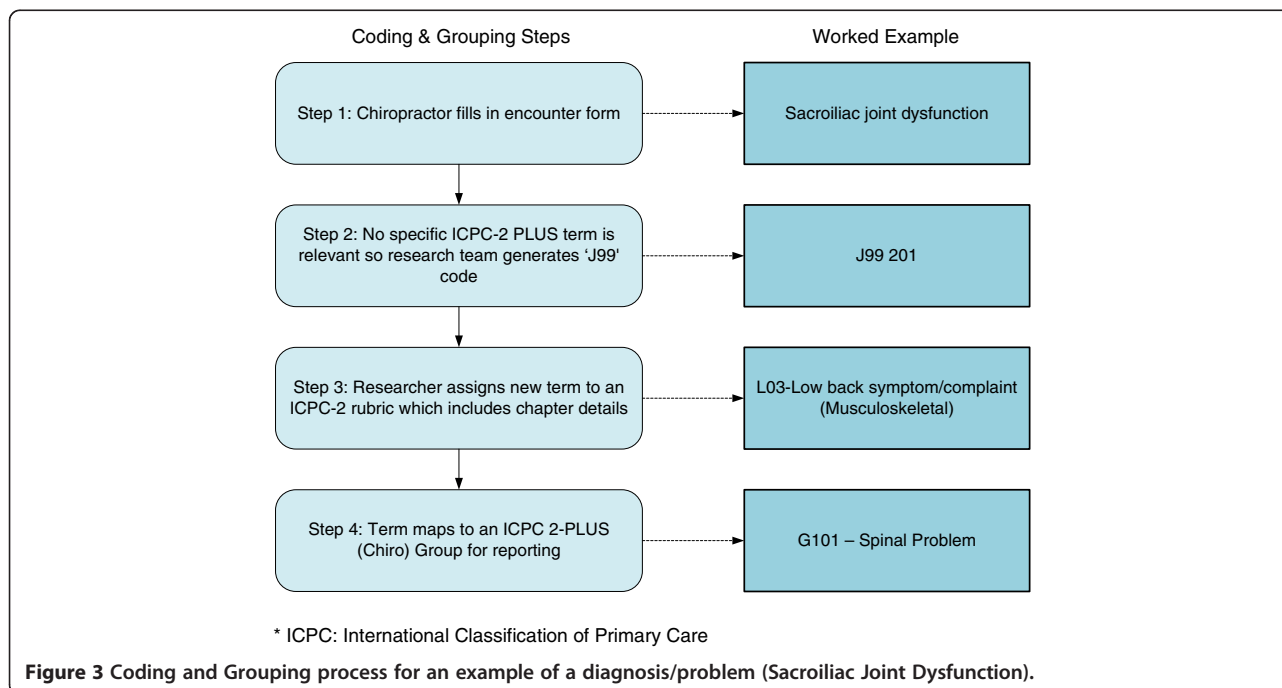 Coding & Grouping Steps
Worked Example
Step 1: Chiropractor fills in encounter form
Sacroiliac joint dysfunction
Step 2: No specific ICPC-2 PLUS term is
relevant so research team generates ‘J99'
code
J99 201
Step 3: Researcher assigns new term to an
ICPC-2 rubric which includes chapter details
L03-Low back symptom/complaint
(Musculoskeletal)
Step 4: Term maps to an ICPC 2-PLUS
(Chiro) Group for reporting
G101 – Spinal Problem
* ICPC: International Classification of Primary Care
Figure 3 Coding and Grouping process for an example of a diagnosis/problem (Sacroiliac Joint Dysfunction).